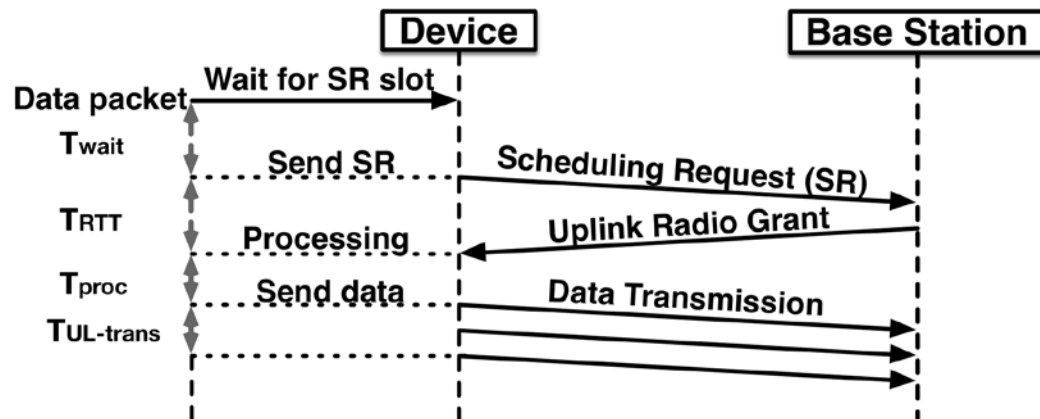 Device
Base Station
Wait for SR slot
Data packet
Twait
Send SR
Scheduling Request (SR)
TRTT
Uplink Radio Grant
Processing
Tproc
Send data
Data Transmission
TUL-trans